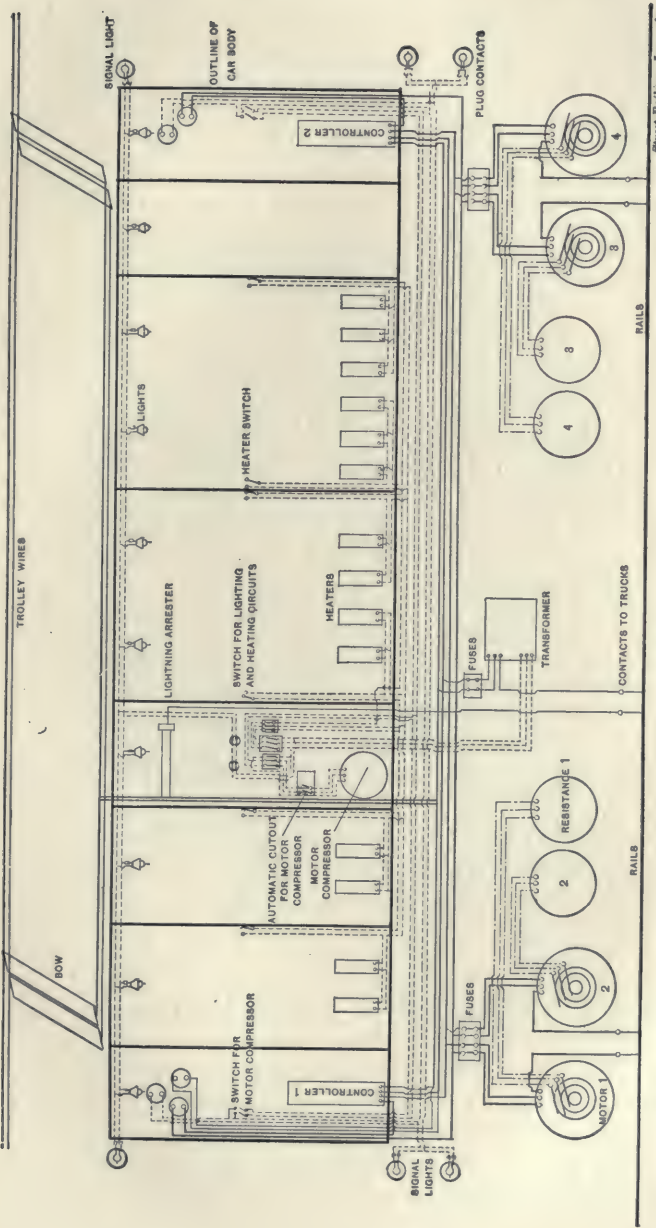 TROLLEY WIRES
BOW
SIGNAL LIGHT
OUTLINE OF
CAR BODY
LIGHTS
LIGHTNING ARRESTER
HEATER SWITCH
SWITCH FOR LIGHTING
AND HEATING CIRCUITS
HEATERS
AUTOMATIC CUTOUT
FOR MOTOR
COMPRESSOR
MOTOR
COMPRESSOR
SWITCH FOR
MOTOR COMPRESSOR
CONTROLLER 1
CONTROLLER 2
SIGNAL
LIGHTS
PLUG CONTACTS
FUSES
FUSES
TRANSFORMER
CONTACTS TO TRUCKS
MOTOR 1
2
2
RESISTANCE 1
4
3
3
4
RAILS
RAILS